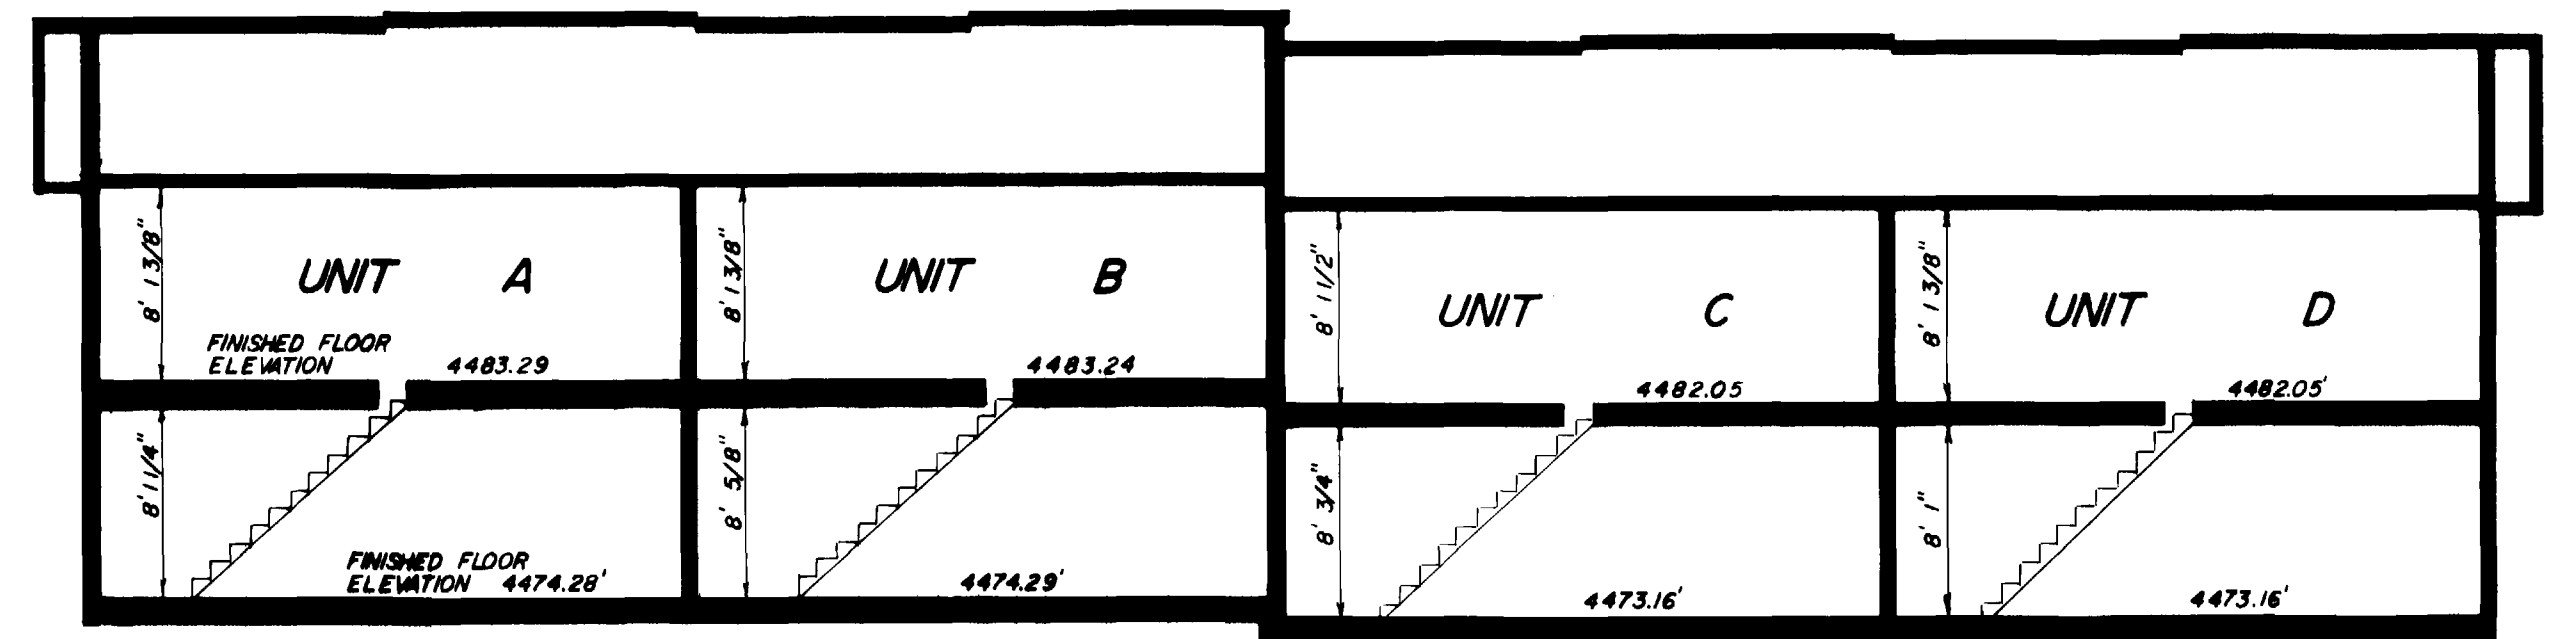 8' 1 3/8"
UNIT A
FINISHED FLOOR
ELEVATION 4483.29
8' 1 3/8"
UNIT B
4483.24
8' 1 1/2"
UNIT C
4482.05
8' 1 3/8"
UNIT D
4482.05'
8' 1 1/4"
FINISHED FLOOR
ELEVATION 4474.28'
8' 5/8"
4474.29'
8' 3/4"
4473.16'
8' 1"
4473.16'